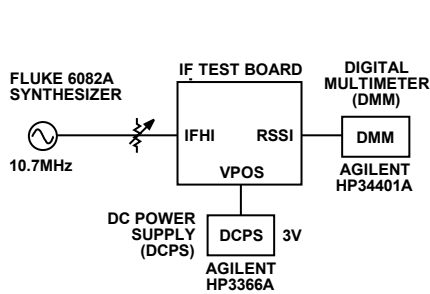 FLUKE 6082A
SYNTHESIZER
10.7MHz
IF TEST BOARD
IFHI
RSSI
VPOS
DIGITAL
MULTIMETER
(DMM)
DMM
AGILENT
HP34401A
DC POWER
SUPPLY
(DCPS)
DCPS
3V
AGILENT
HP3366A